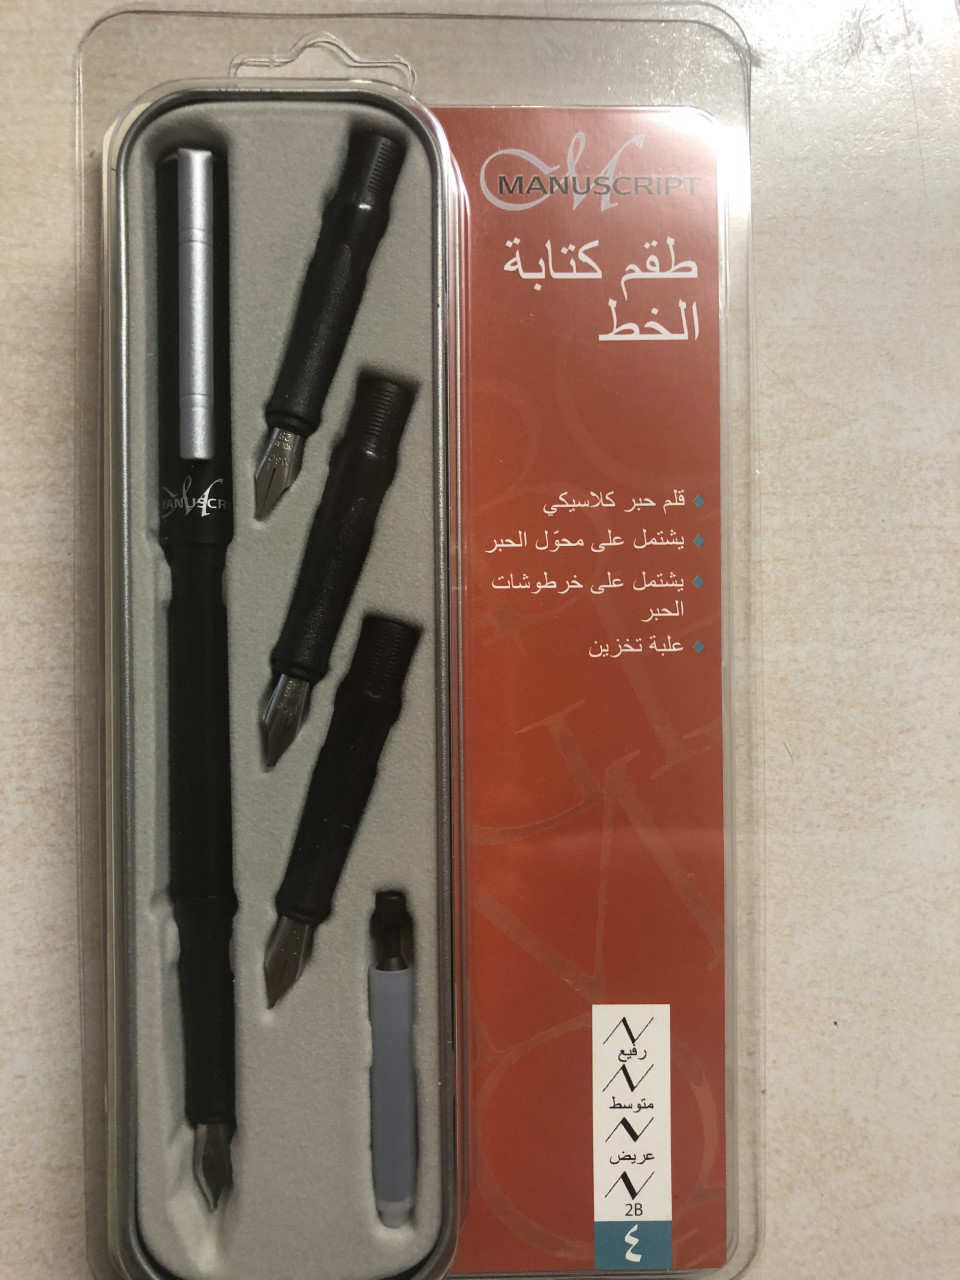 MANUSCRIPT
طقم كتابة
الخط
قلم حبر كلاسيكي
يشتمل على محوّل الحبر
يشتمل على خرطوشات
الحبر
علبة تخزين
رفيع
متوسط
عريض
2B
٤
MANUSCRI